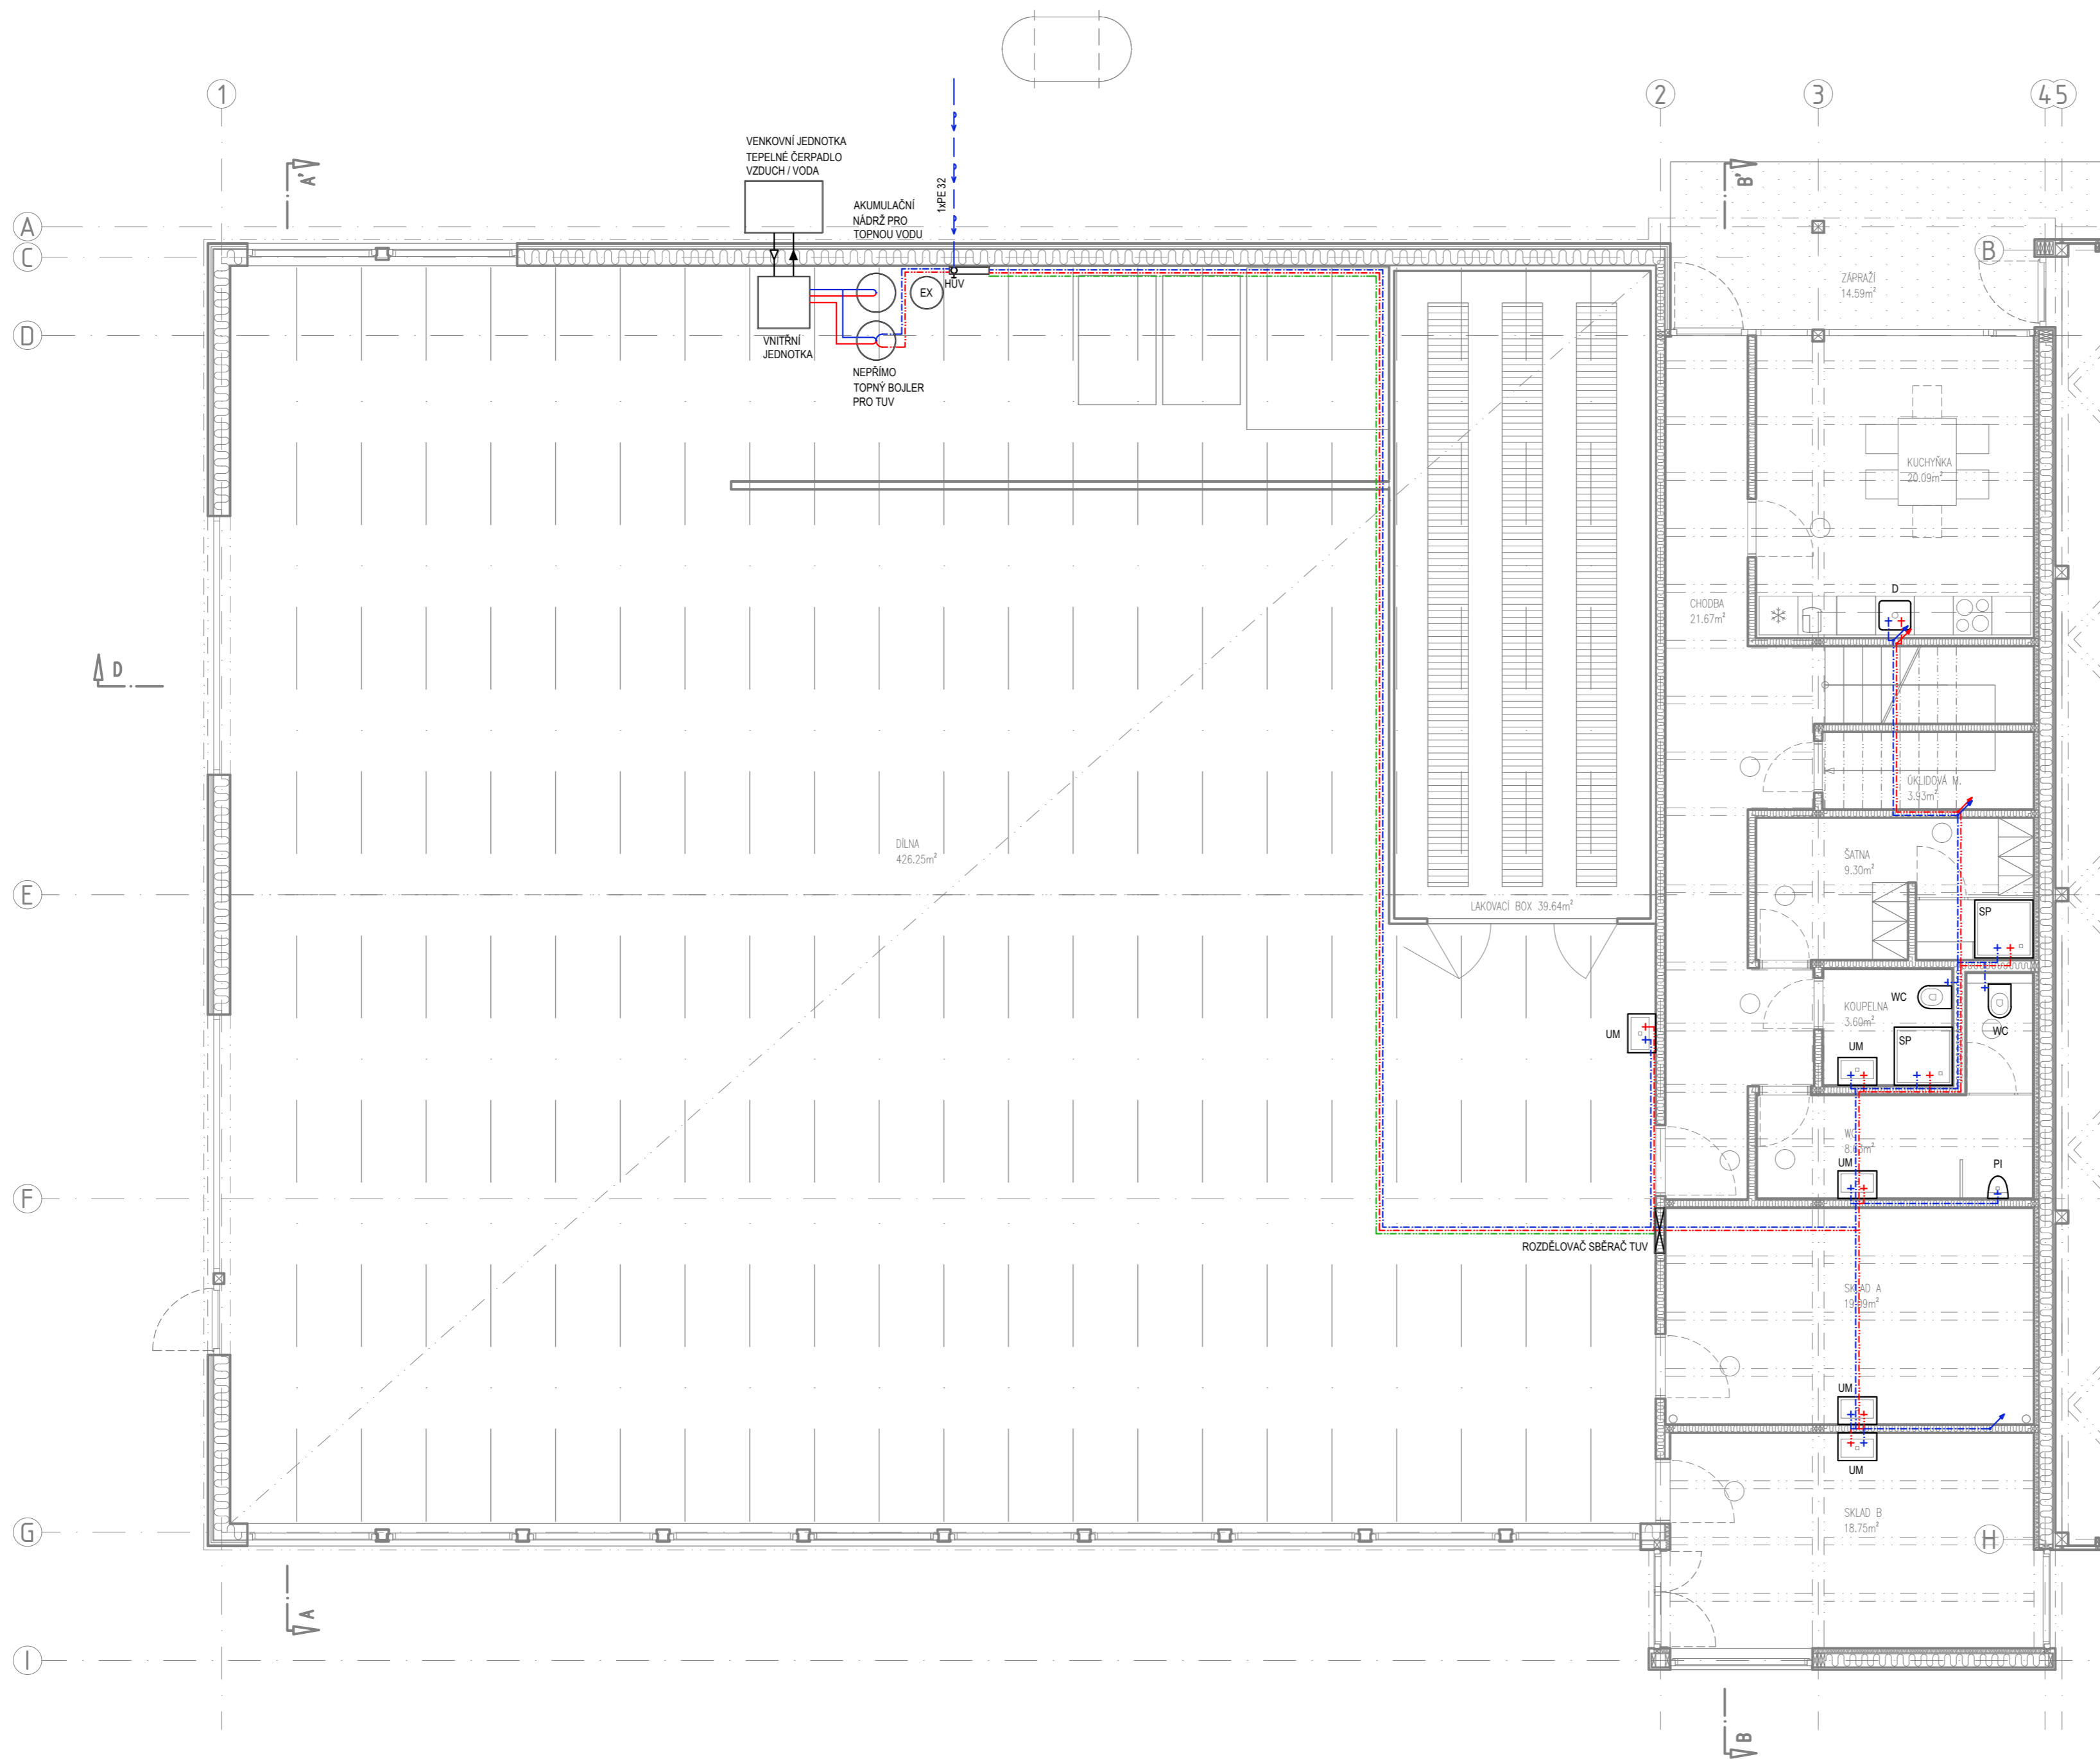 1
2
3
4
5
VENKOVNÍ JEDNOTKA
TEPELNÉ ČERPADLO
VZDUCH / VODA
A'
B'
1xPE 32
AKUMULAČNÍ
NÁDRŽ PRO
TOPNOU VODU
A
C
B
HUV
EX
ZÁPRAŽÍ
14.59m²
D
VNITŘNÍ
JEDNOTKA
NEPŘÍMO
TOPNÝ BOJLER
PRO TUV
KUCHYŇKA
20.09m²
D
CHODBA
21.67m²
D
ÚKLIDOVÁ M.
3.93m²
DÍLNA
426.25m²
ŠATNA
9.30m²
E
LAKOVACÍ BOX 39.64m²
SP
WC
KOUPELNA
3.60m²
WC
UM
SP
UM
WC
UM
PI
F
ROZDĚLOVAČ SBĚRAČ TUV
SKLAD A
UM
UM
SKLAD B
18.75m²
G
H
A
I
B